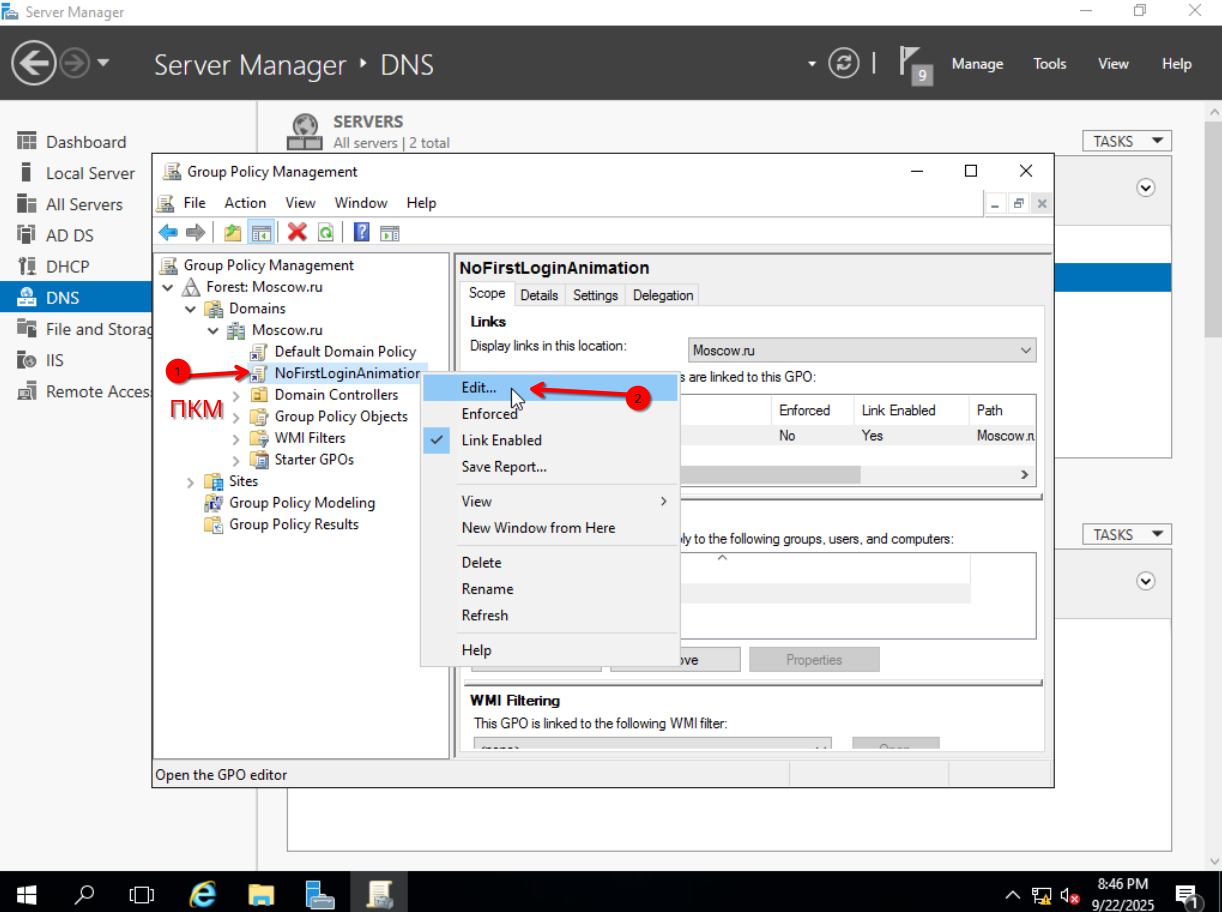 Server Manager
Server Manager • DNS
9
Manage
Tools
View
Help
Dashboard
Local Server
All Servers
AD DS
DHCP
DNS
File and Storag
IIS
Remote Acces
SERVERS
All servers | 2 total
TASKS
Group Policy Management
File
Action
View
Window
Help
Group Policy Management
Forest: Moscow.ru
Domains
Moscow.ru
Default Domain Policy
1
NoFirstLoginAnimation
ПКМ
Domain Controllers
Group Policy Objects
WMI Filters
Starter GPOs
Sites
Group Policy Modeling
Group Policy Results
NoFirstLoginAnimation
Scope
Details
Settings
Delegation
Links
Display links in this location:
Moscow.ru
s are linked to this GPO:
Enforced
Link Enabled
Path
No
Yes
Moscow.ru
ly to the following groups, users, and computers:
Properties
WMI Filtering
This GPO is linked to the following WMI filter:
Edit...
2
Enforced
Link Enabled
Save Report...
View
New Window from Here
Delete
Rename
Refresh
Help
Open the GPO editor
TASKS
8:46 PM
9/22/2025
1